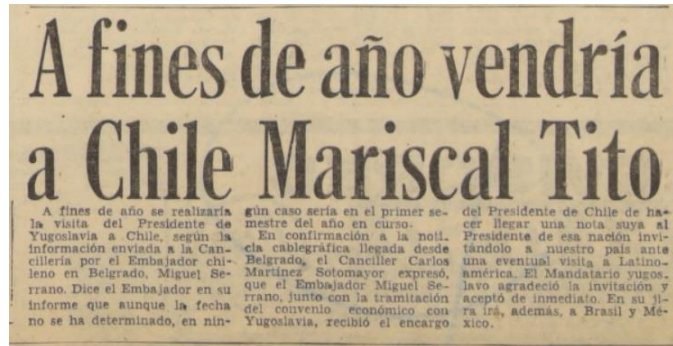 A fines de año vendría
a Chile Mariscal Tito
A fines de año se realizaría
la visita del Presidente de
Yugoslavia a Chile, según la
información enviada a la Can-
cillería por el Embajador chi-
leno en Belgrado, Miguel Se-
rrano. Dice el Embajador en su
informe que aunque la fecha
no se ha determinado, en nin-
gún caso sería en el primer se-
mestre del año en curso.
En confirmación a la noti-
cia cablegráfica llegada desde
Belgrado, el Canciller Carlos
Martínez Sotomayor expresó,
que el Embajador Miguel Se-
rrano, junto con la tramitación
del convenio económico con
Yugoslavia, recibió el encargo
del Presidente de Chile de ha-
cer llegar una nota suya al
Presidente de esa nación invi-
tándolo a nuestro país ante
una eventual visita a Latino-
américa. El Mandatario yugos-
lavo agradeció la invitación y
aceptó de inmediato. En su ji-
ra irá, además, a Brasil y Mé-
xico.